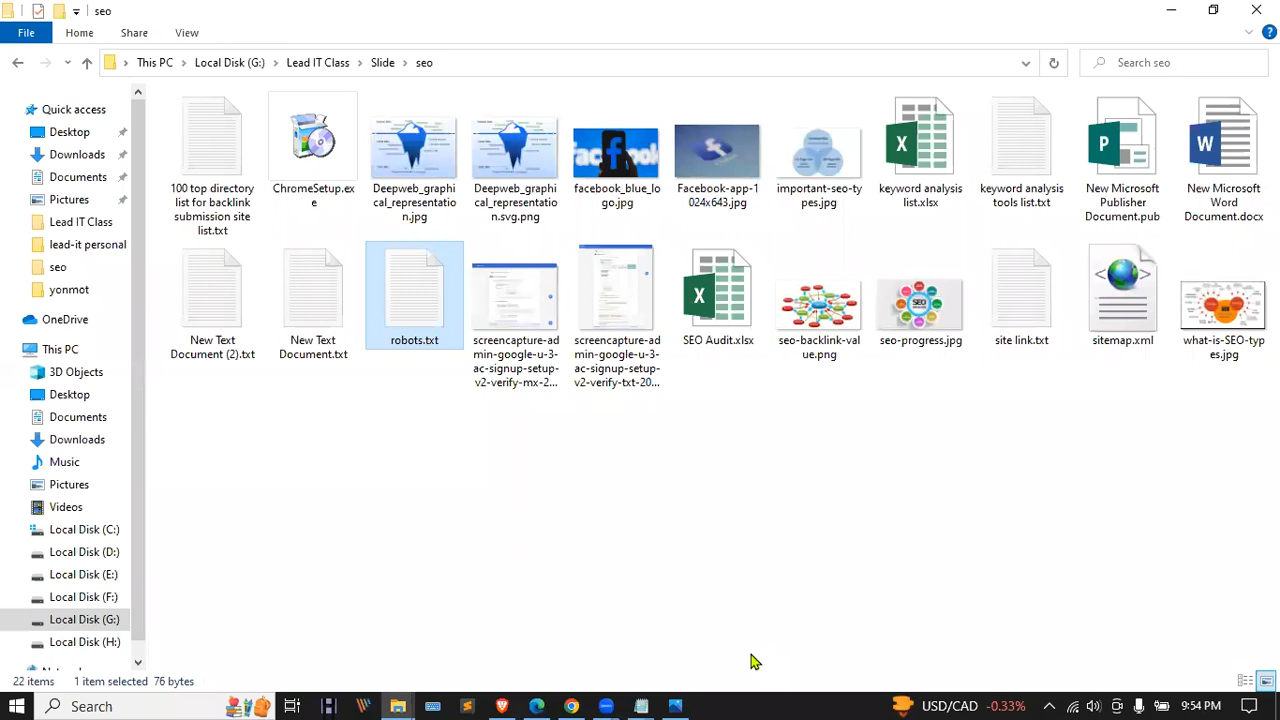 seo
File
Home
Share
View
This PC
Local Disk (G:)
Lead IT Class
Slide
seo
Search seo
Quick access
Desktop
Downloads
Documents
Pictures
Lead IT Class
lead-it personal
seo
yonmot
OneDrive
This PC
3D Objects
Desktop
Documents
Downloads
Music
Pictures
Videos
Local Disk (C:)
Local Disk (D:)
Local Disk (E:)
Local Disk (F:)
Local Disk (G:)
Local Disk (H:)
100 top directory
list for backlink
submission site
list.txt
ChromeSetup.ex
e
Deepweb_graphi
cal_representatio
n.jpg
Deepweb_graphi
cal_representatio
n.svg.png
facebook_blue_lo
go.jpg
Facebook-app-1
024x643.jpg
important-seo-ty
pes.jpg
keyword analysis
list.xlsx
keyword analysis
tools list.txt
New Microsoft
Publisher
Document.pub
New Microsoft
Word
Document.docx
New Text
Document (2).txt
New Text
Document.txt
robots.txt
screencapture-ad
min-google-u-3-
ac-signup-setup-
v2-verify-mx-2...
screencapture-ad
min-google-u-3-
ac-signup-setup-
v2-verify-txt-20...
SEO Audit.xlsx
seo-backlink-val
ue.png
seo-progress.jpg
site link.txt
sitemap.xml
what-is-SEO-typ
es.jpg
22 items
1 item selected 76 bytes
Search
USD/CAD -0.33%
9:54 PM